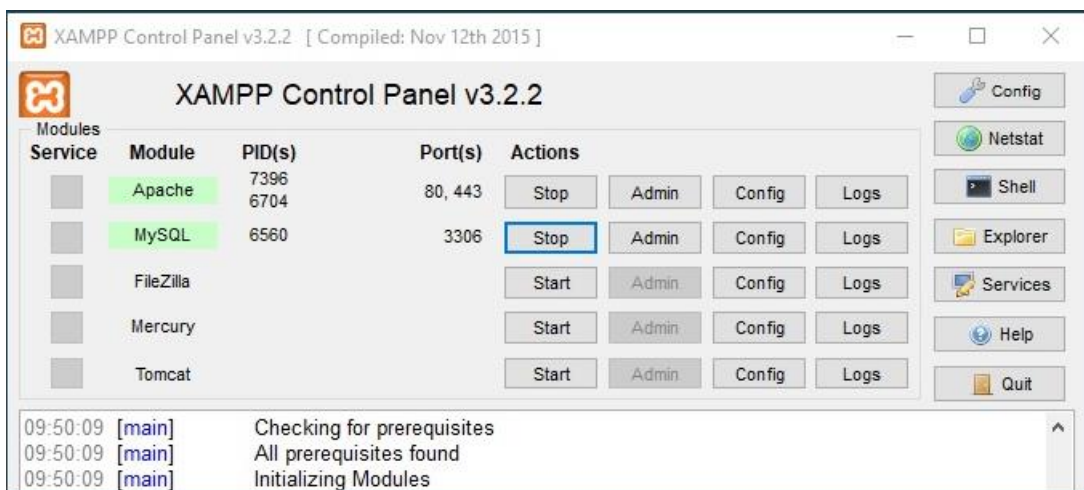 XAMPP Control Panel v3.2.2 [ Compiled: Nov 12th 2015 ]
XAMPP Control Panel v3.2.2
Config
Modules
Netstat
Service Module PID(s) Port(s) Actions
Apache 7396 6704 80, 443 Stop Admin Config Logs Shell
MySQL 6560 3306 Stop Admin Config Logs Explorer
FileZilla Start Admin Config Logs Services
Mercury Start Admin Config Logs Help
Tomcat Start Admin Config Logs Quit
09:50:09 [main] Checking for prerequisites
09:50:09 [main] All prerequisites found
09:50:09 [main] Initializing Modules